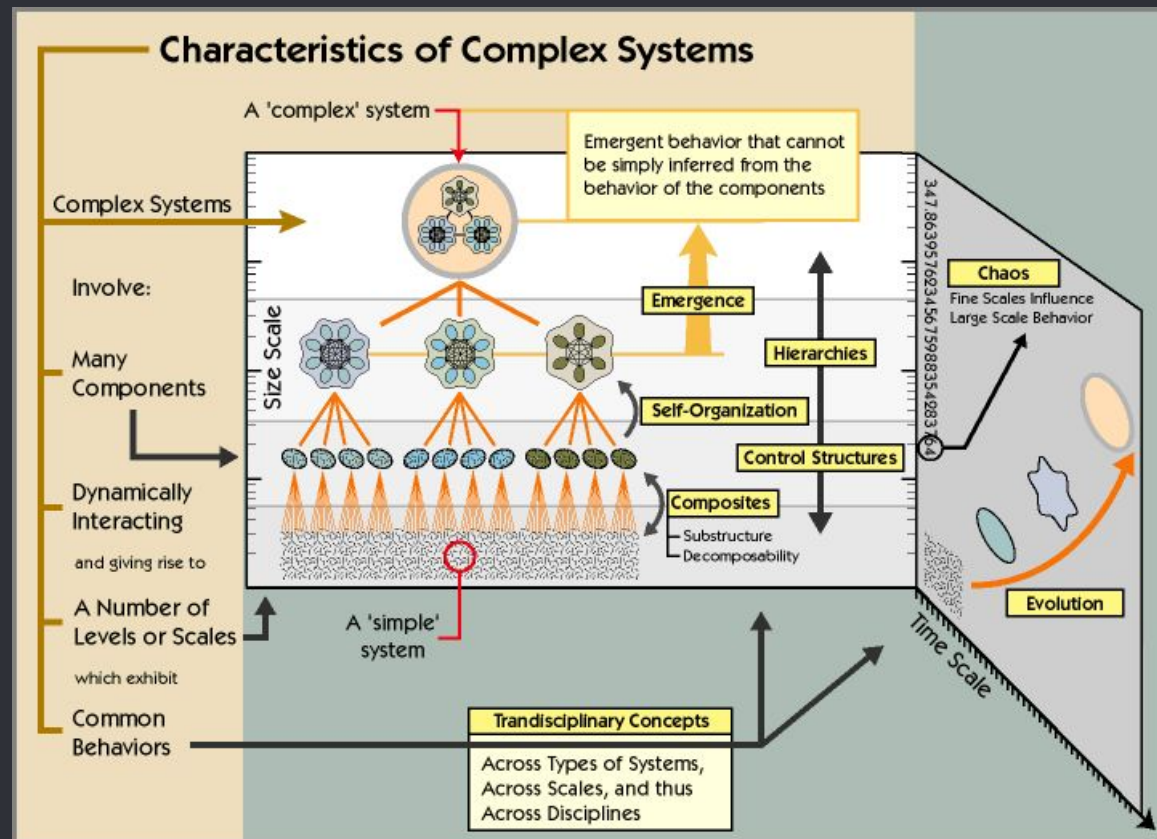 Characteristics of Complex Systems
A 'complex' system
Emergent behavior that cannot
be simply inferred from the
behavior of the components
Complex Systems
Involve:
Many
Components
Dynamically
Interacting
and giving rise to
A Number of
Levels or Scales
which exhibit
Common
Behaviors
Size Scale
Emergence
Hierarchies
Self-Organization
Control Structures
Composites
Substructure
Decomposability
A 'simple'
system
347.86395762345675988354283764
Chaos
Fine Scales Influence
Large Scale Behavior
Evolution
Time Scale
Trandisciplinary Concepts
Across Types of Systems,
Across Scales, and thus
Across Disciplines